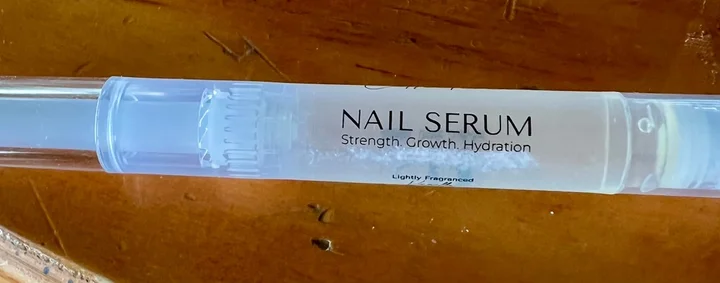 NAIL SERUM
Strength. Growth. Hydration
Lightly Fragranced